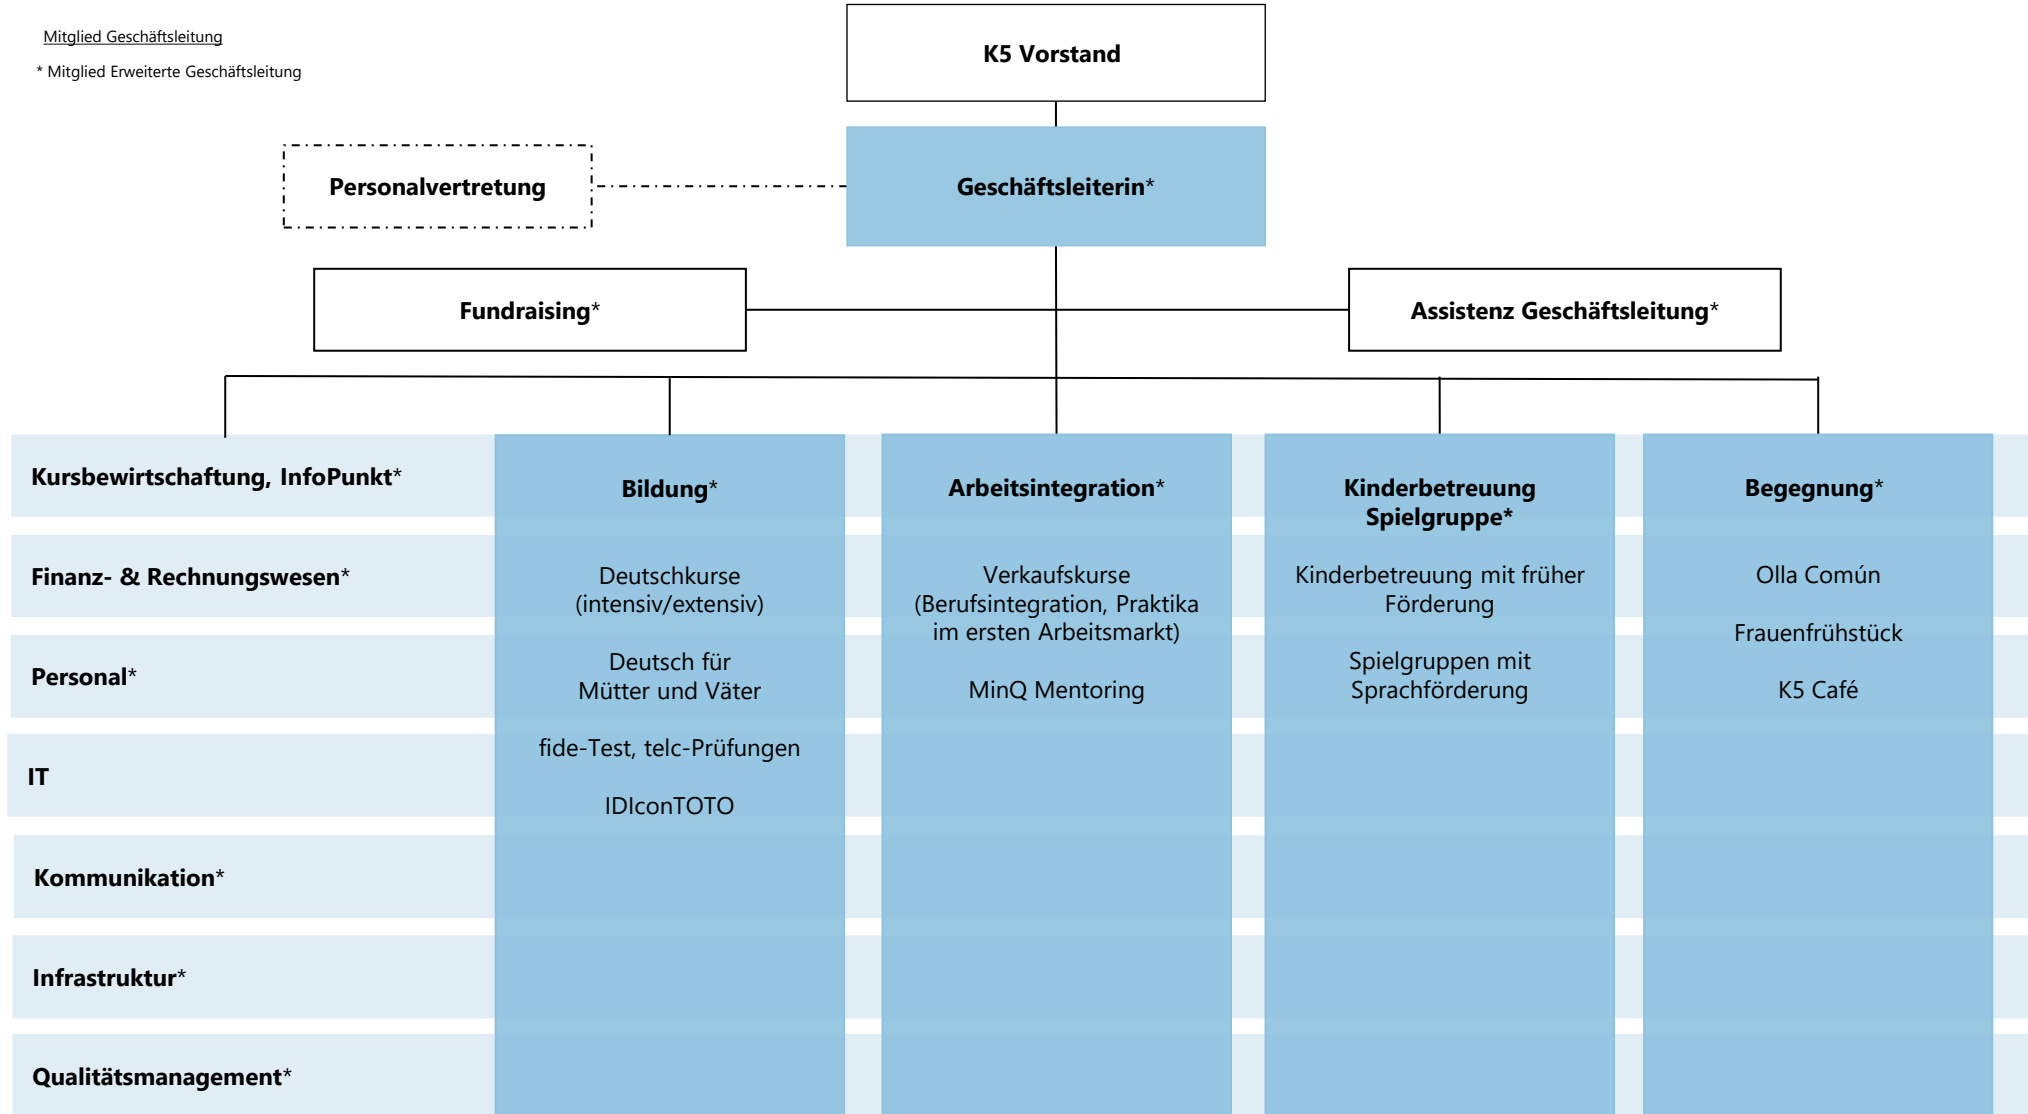 Mitglied Geschäftsleitung
* Mitglied Erweiterte Geschäftsleitung
K5 Vorstand
Personalvertretung
Geschäftsleiterin*
Fundraising*
Assistenz Geschäftsleitung*
Kursbewirtschaftung, InfoPunkt*
Finanz- & Rechnungswesen*
Personal*
IT
Kommunikation*
Infrastruktur*
Qualitätsmanagement*
Bildung*
Deutschkurse
(intensiv/extensiv)
Deutsch für
Mütter und Väter
fide-Test, telc-Prüfungen
IDIconTOTO
Arbeitsintegration*
Verkaufskurse
(Berufsintegration, Praktika
im ersten Arbeitsmarkt)
MinQ Mentoring
Kinderbetreuung
Spielgruppe*
Kinderbetreuung mit früher
Förderung
Spielgruppen mit
Sprachförderung
Begegnung*
Olla Común
Frauenfrühstück
K5 Café